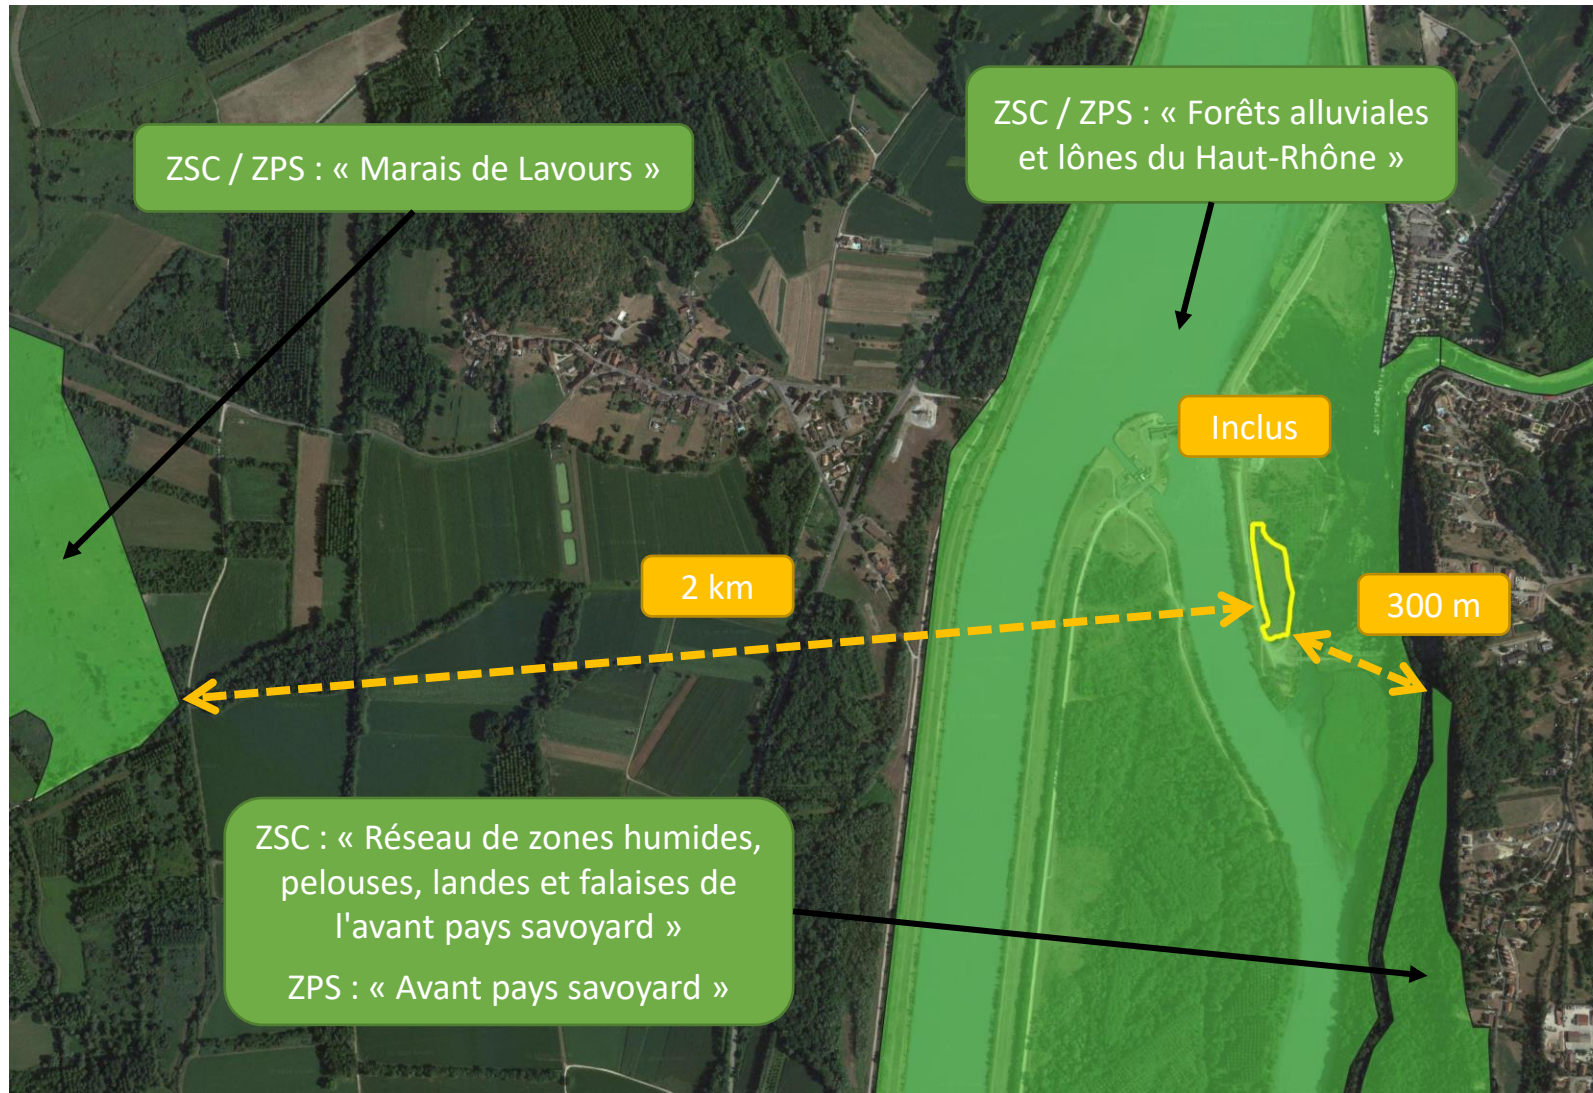 ZSC / ZPS : « Marais de Lavours »
ZSC / ZPS : « Forêts alluviales
et lônes du Haut-Rhône »
Inclus
2 km
300 m
ZSC : « Réseau de zones humides,
pelouses, landes et falaises de
l'avant pays savoyard »
ZPS : « Avant pays savoyard »